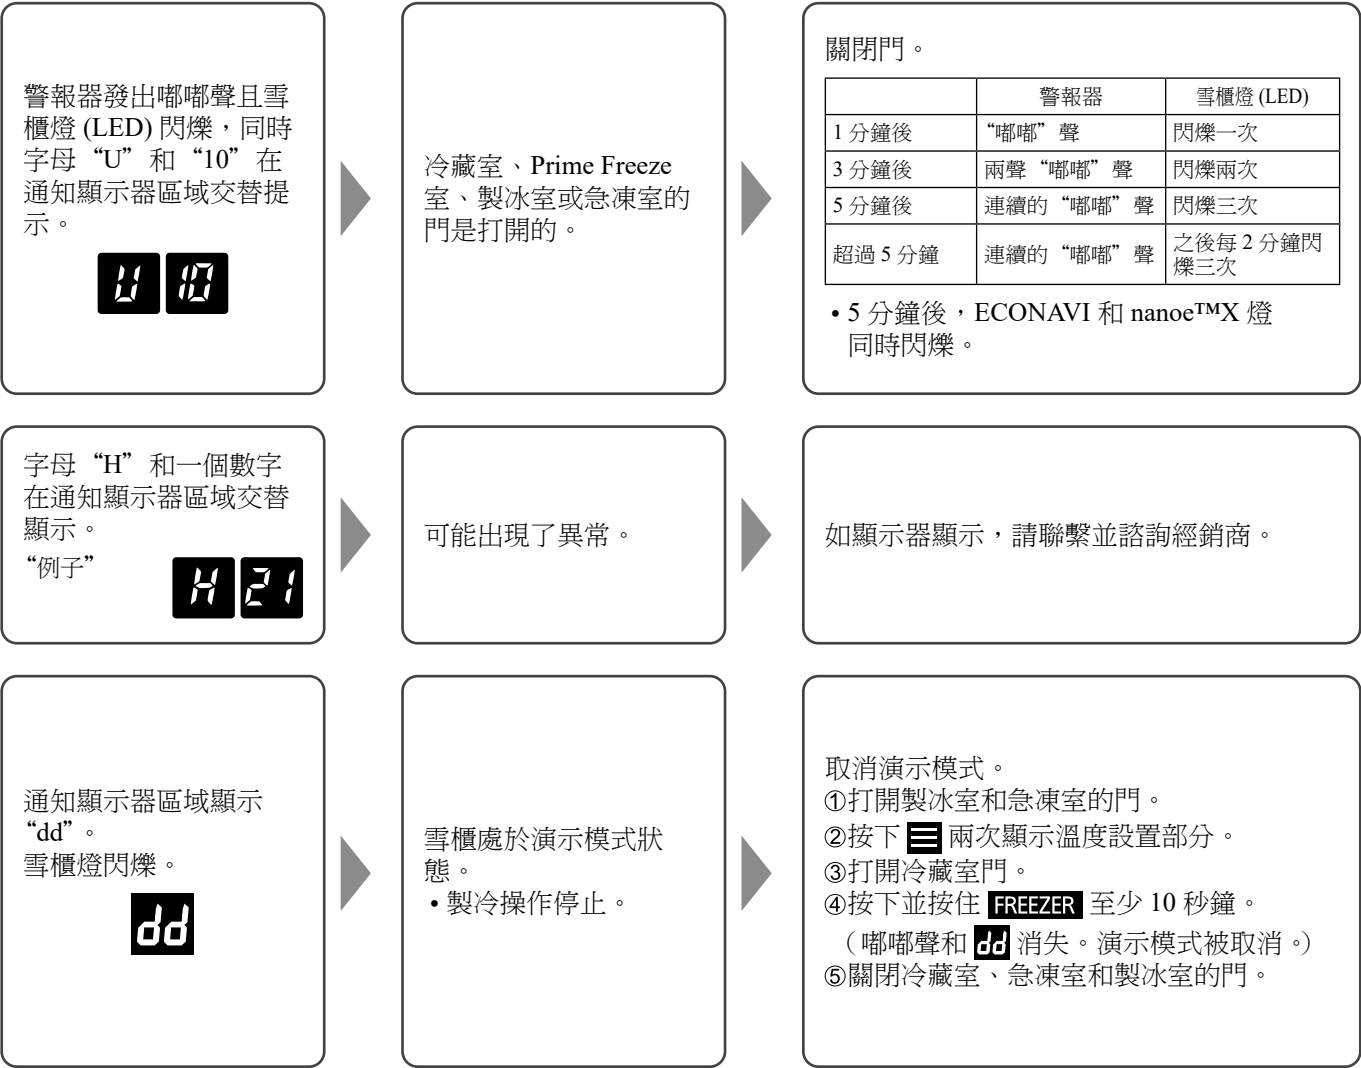 警報器發出嘟嘟聲且雪
櫃燈 (LED) 閃爍，同時
字母“U”和“10”在
通知顯示器區域交替提
示。
U 10
冷藏室、Prime Freeze
室、製冰室或急凍室的
門是打開的。
關閉門。
警報器 雪櫃燈 (LED)
1 分鐘後 “嘟嘟”聲 閃爍一次
3 分鐘後 兩聲“嘟嘟”聲 閃爍兩次
5 分鐘後 連續的“嘟嘟”聲 閃爍三次
超過 5 分鐘 連續的“嘟嘟”聲 之後每 2 分鐘閃
爍三次
• 5 分鐘後，ECONAVI 和 nanoe™X 燈
同時閃爍。
字母“H”和一個數字
在通知顯示器區域交替
顯示。
“例子”
H 21
可能出現了異常。
如顯示器顯示，請聯繫並諮詢經銷商。
通知顯示器區域顯示
“dd”。
雪櫃燈閃爍。
dd
雪櫃處於演示模式狀
態。
• 製冷操作停止。
取消演示模式。
①打開製冰室和急凍室的門。
②按下 兩次顯示溫度設置部分。
③打開冷藏室門。
④按下並按住 FREEZER 至少 10 秒鐘。
（嘟嘟聲和 dd 消失。演示模式被取消。）
⑤關閉冷藏室、急凍室和製冰室的門。